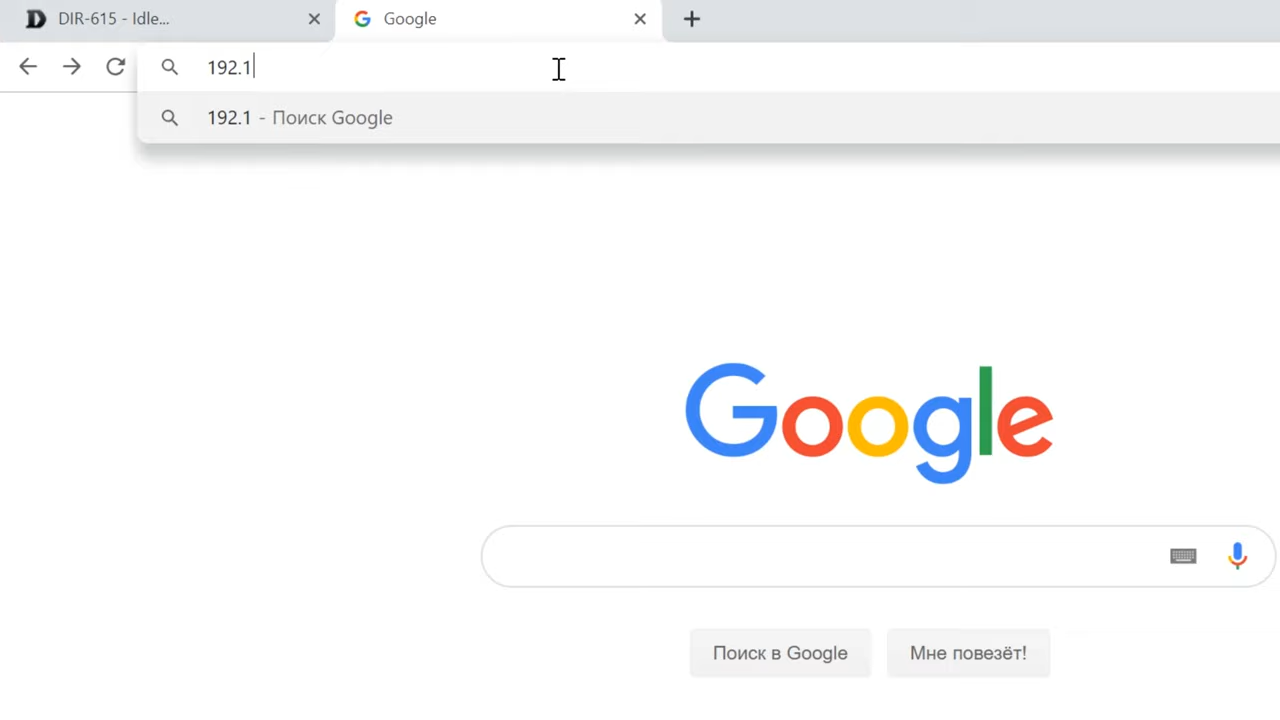 DIR-615 - Idle...
Google
192.1
192.1 - Поиск Google
Google
Поиск в Google
Мне повезёт!